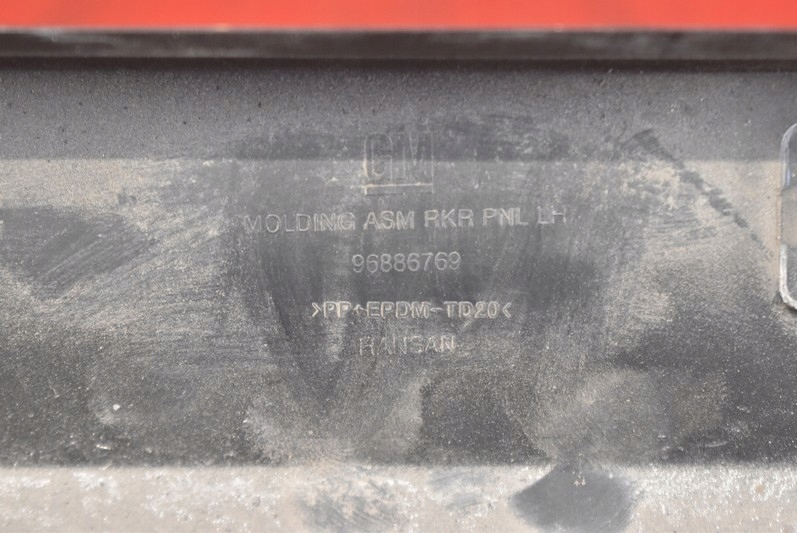 GM
MOLDING ASM RKR PNL LH
96886769
>PP+EPDM-TD20<
HANSAN